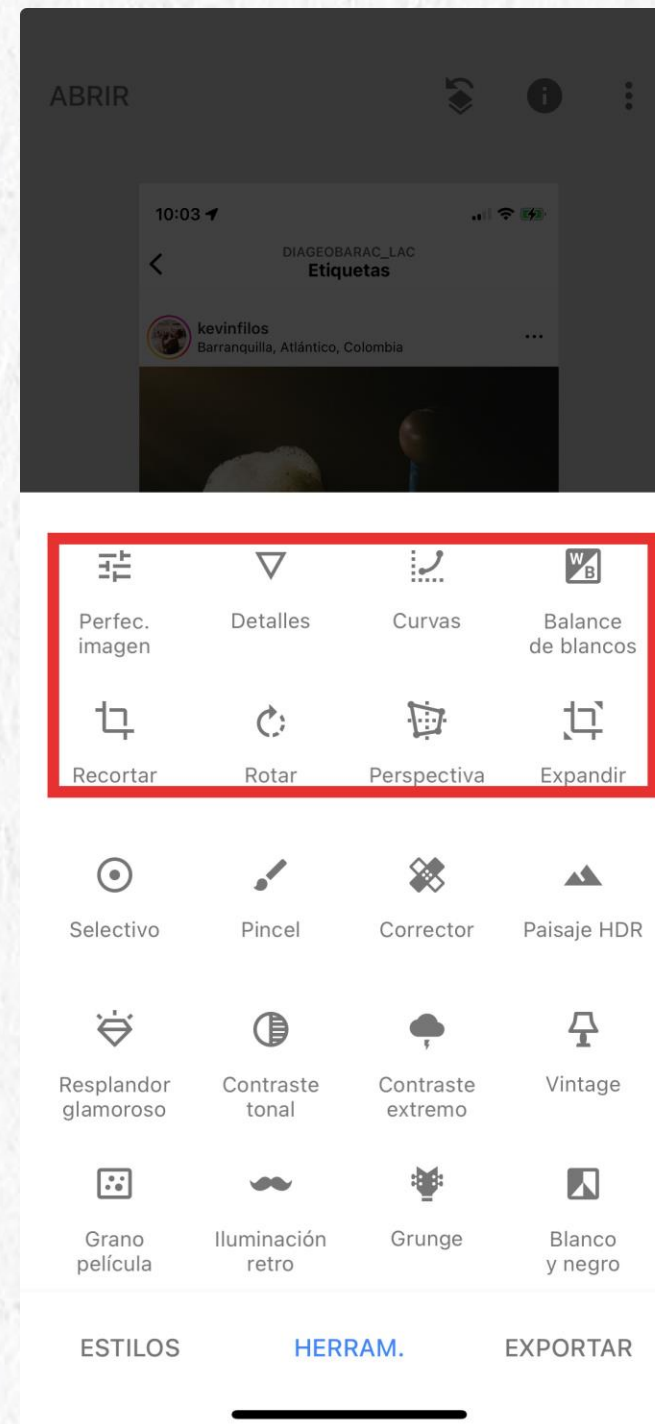 ABRIR
10:03
DIAGEOBARAC_LAC
Etiquetas
kevinfilos
Barranquilla, Atlántico, Colombia
Perfec. imagen
Detalles
Curvas
W B
Balance de blancos
Recortar
Rotar
Perspectiva
Expandir
Selectivo
Pincel
Corrector
Paisaje HDR
Resplandor glamoroso
Contraste tonal
Contraste extremo
Vintage
Grano película
Iluminación retro
Grunge
Blanco y negro
ESTILOS
HERRAM.
EXPORTAR